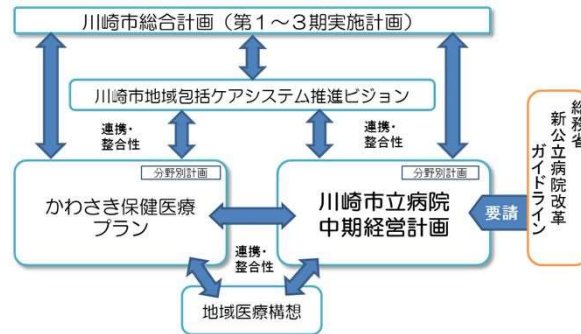 川崎市総合計画（第１～３期実施計画）
川崎市地域包括ケアシステム推進ビジョン
連携・
整合性
連携・
整合性
分野別計画
かわさき保健医療
プラン
分野別計画
川崎市立病院
中期経営計画
要請
総務省
新公立病院改革
ガイドライン
連携・
整合性
地域医療構想